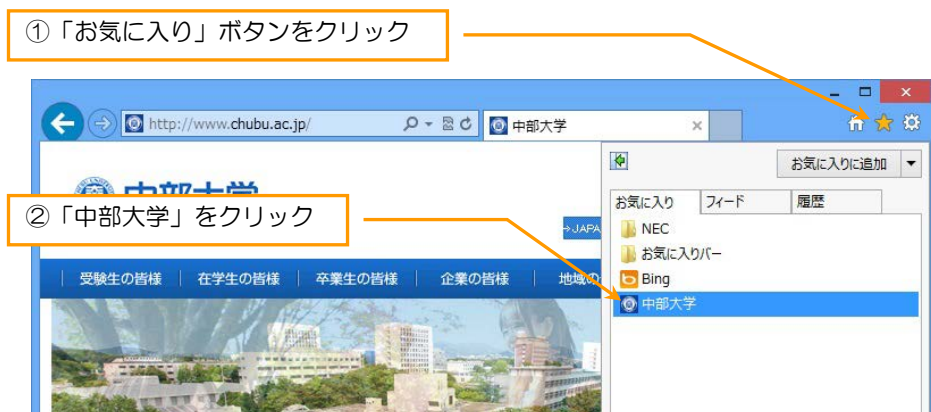 ①「お気に入り」ボタンをクリック
http://www.chubu.ac.jp/
中部大学
お気に入りに追加
中部大学
お気に入り
フィード
履歴
②「中部大学」をクリック
→JAPA
NEC
お気に入りバー
Bing
中部大学
受験生の皆様
在学生の皆様
卒業生の皆様
企業の皆様
地域の